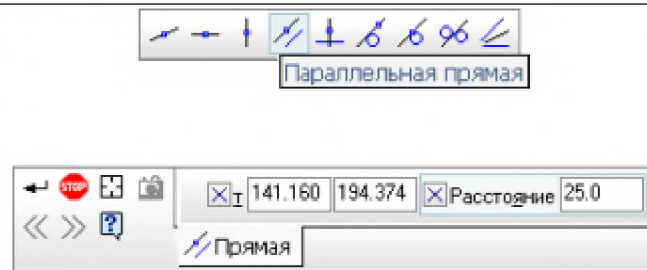 Параллельная прямая
STOP
т 141.160 194.374 Расстояние 25.0
?
Прямая